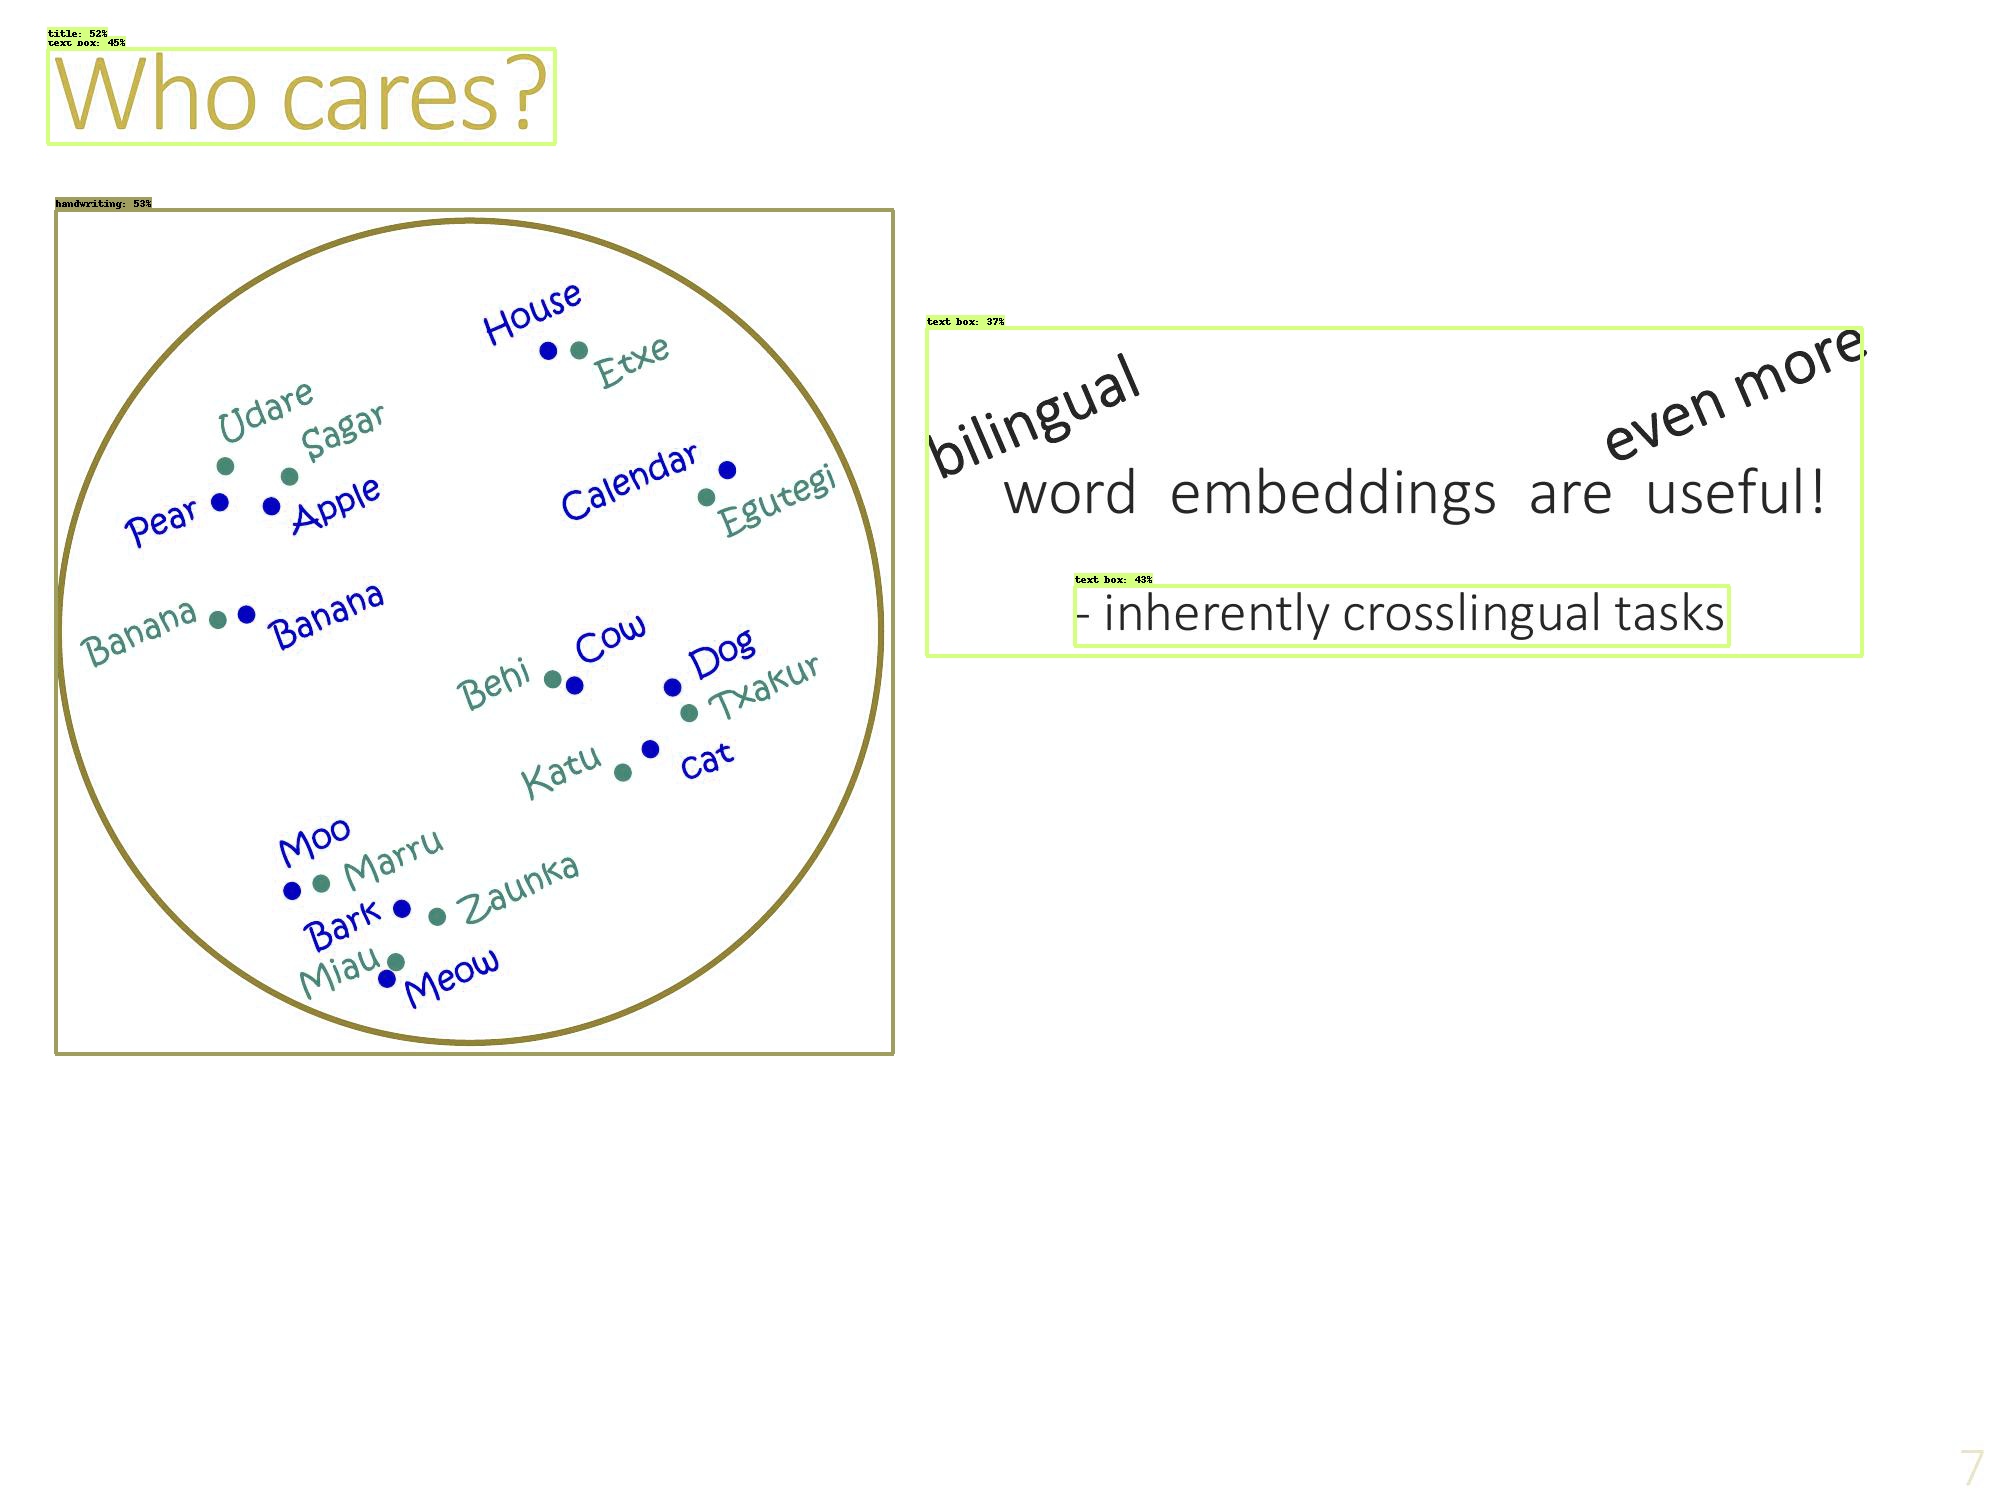 title: 52%
text box: 45%
Who cares?
handwriting: 53%
House
Etxe
Udare
Sagar
Pear
Apple
Calendar
Egutegi
Banana
Banana
Behi
Cow
Dog
Txakur
Katu
cat
Moo
Marru
Bark
Zaunka
Miau
Meow
text box: 37%
bilingual
even more
word embeddings are useful!
text box: 43%
- inherently crosslingual tasks
7